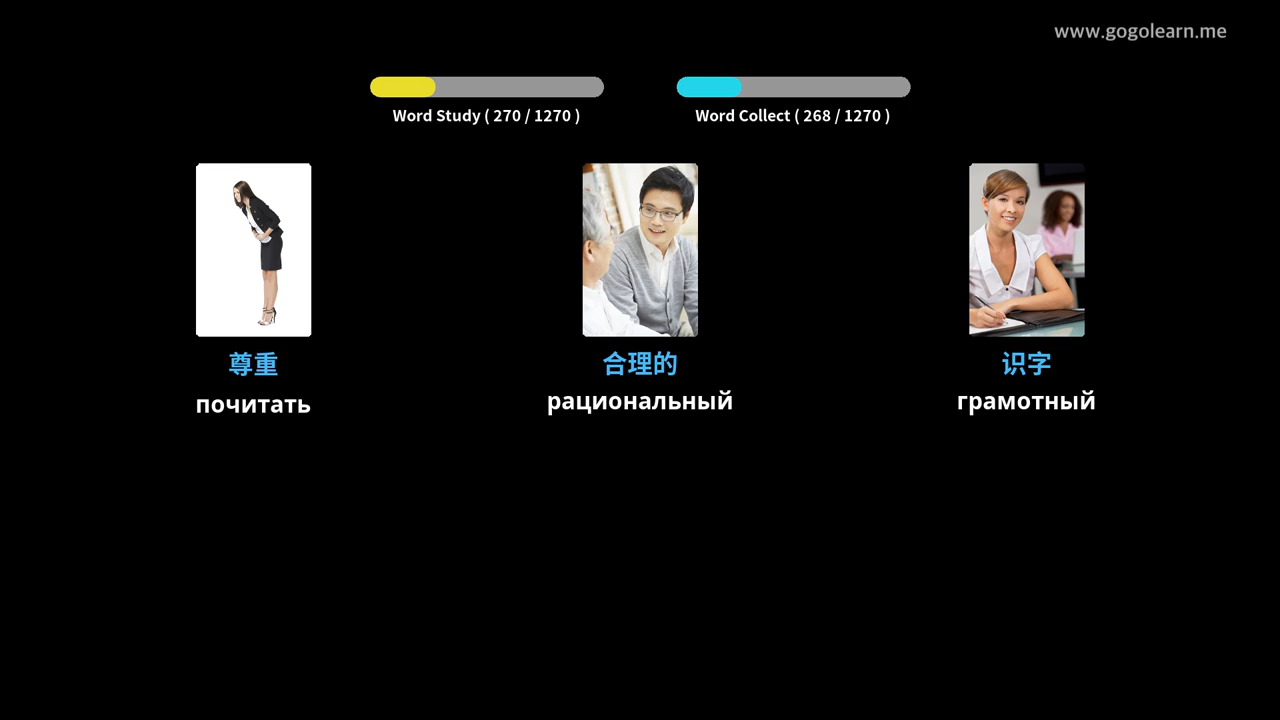 www.gogolearn.me
Word Study ( 270 / 1270 )
Word Collect ( 268 / 1270 )
尊重
почитать
合理的
рациональный
识字
грамотный